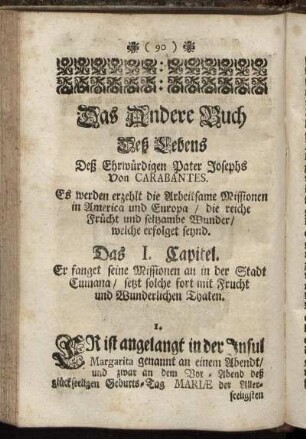 ( 90 )
Das Andere Buch
Deß Lebens
Deß Ehrwürdigen Pater Josephs
Von CARABANTES.
Es werden erzehlt die Arbeitsame Missionen
in America und Europa / die reiche
Frücht und seltzambe Wunder /
welche erfolget seynd.
Das I. Capitel.
Er fanget seine Missionen an in der Stadt
Cumana / setzt solche fort mit Frucht
und Wunderlichen Thaten.
1.
ER ist angelangt in der Insul
Margarita genannt an einem Abendt /
und zwar an dem Vor-Abend deß
glückseeligen Geburts-Tag MARIÆ der Aller-
seeligsten